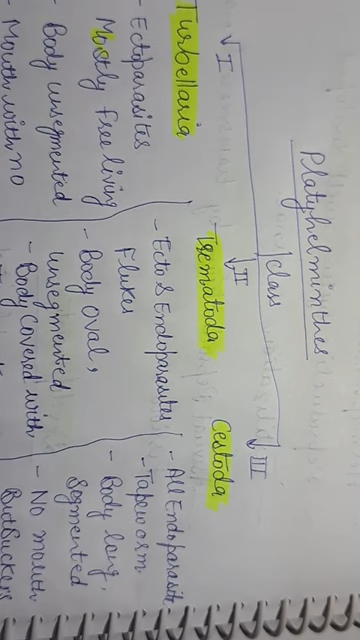 Platyhelminthes
class
I
II
III
Turbellaria
- Ectoparasites
Mostly free living
- Body unsegmented
- Mouth with no
Trematoda
- Ecto & Endoparasites
Flukes
- Body oval,
unsegmented
- Body covered with
Cestoda
- All Endoparasite
- Tapeworm
- Body long,
segmented
- No mouth
But suckers